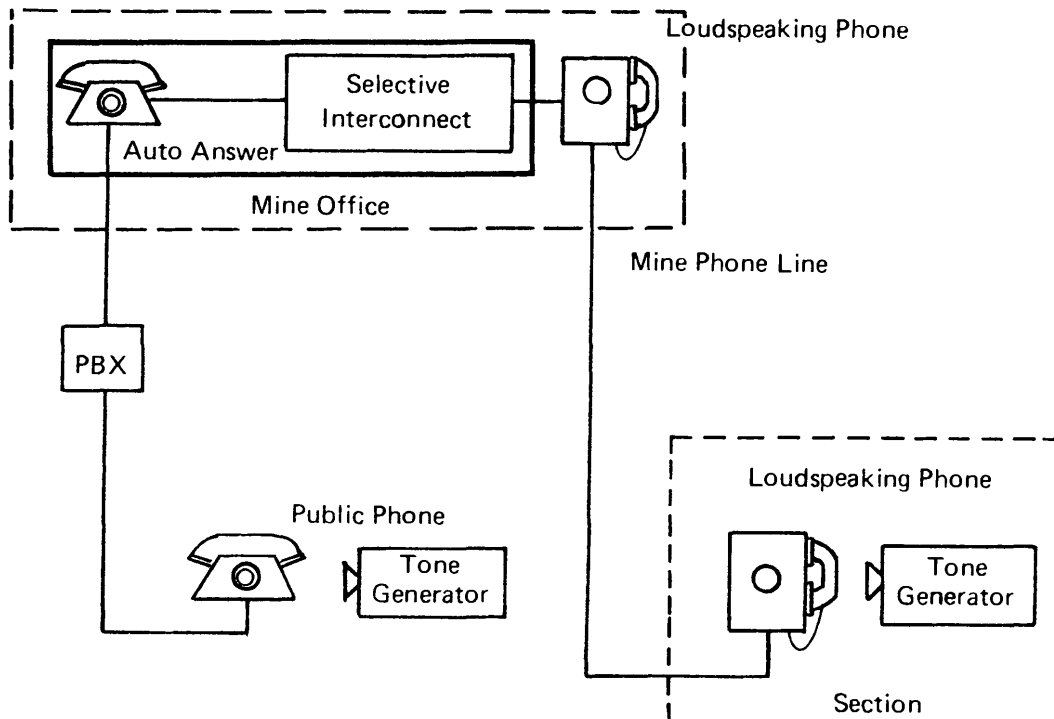 Loudspeaking Phone
Selective
Interconnect
Auto Answer
Mine Office
Mine Phone Line
PBX
Loudspeaking Phone
Public Phone
Tone
Generator
Tone
Generator
Section